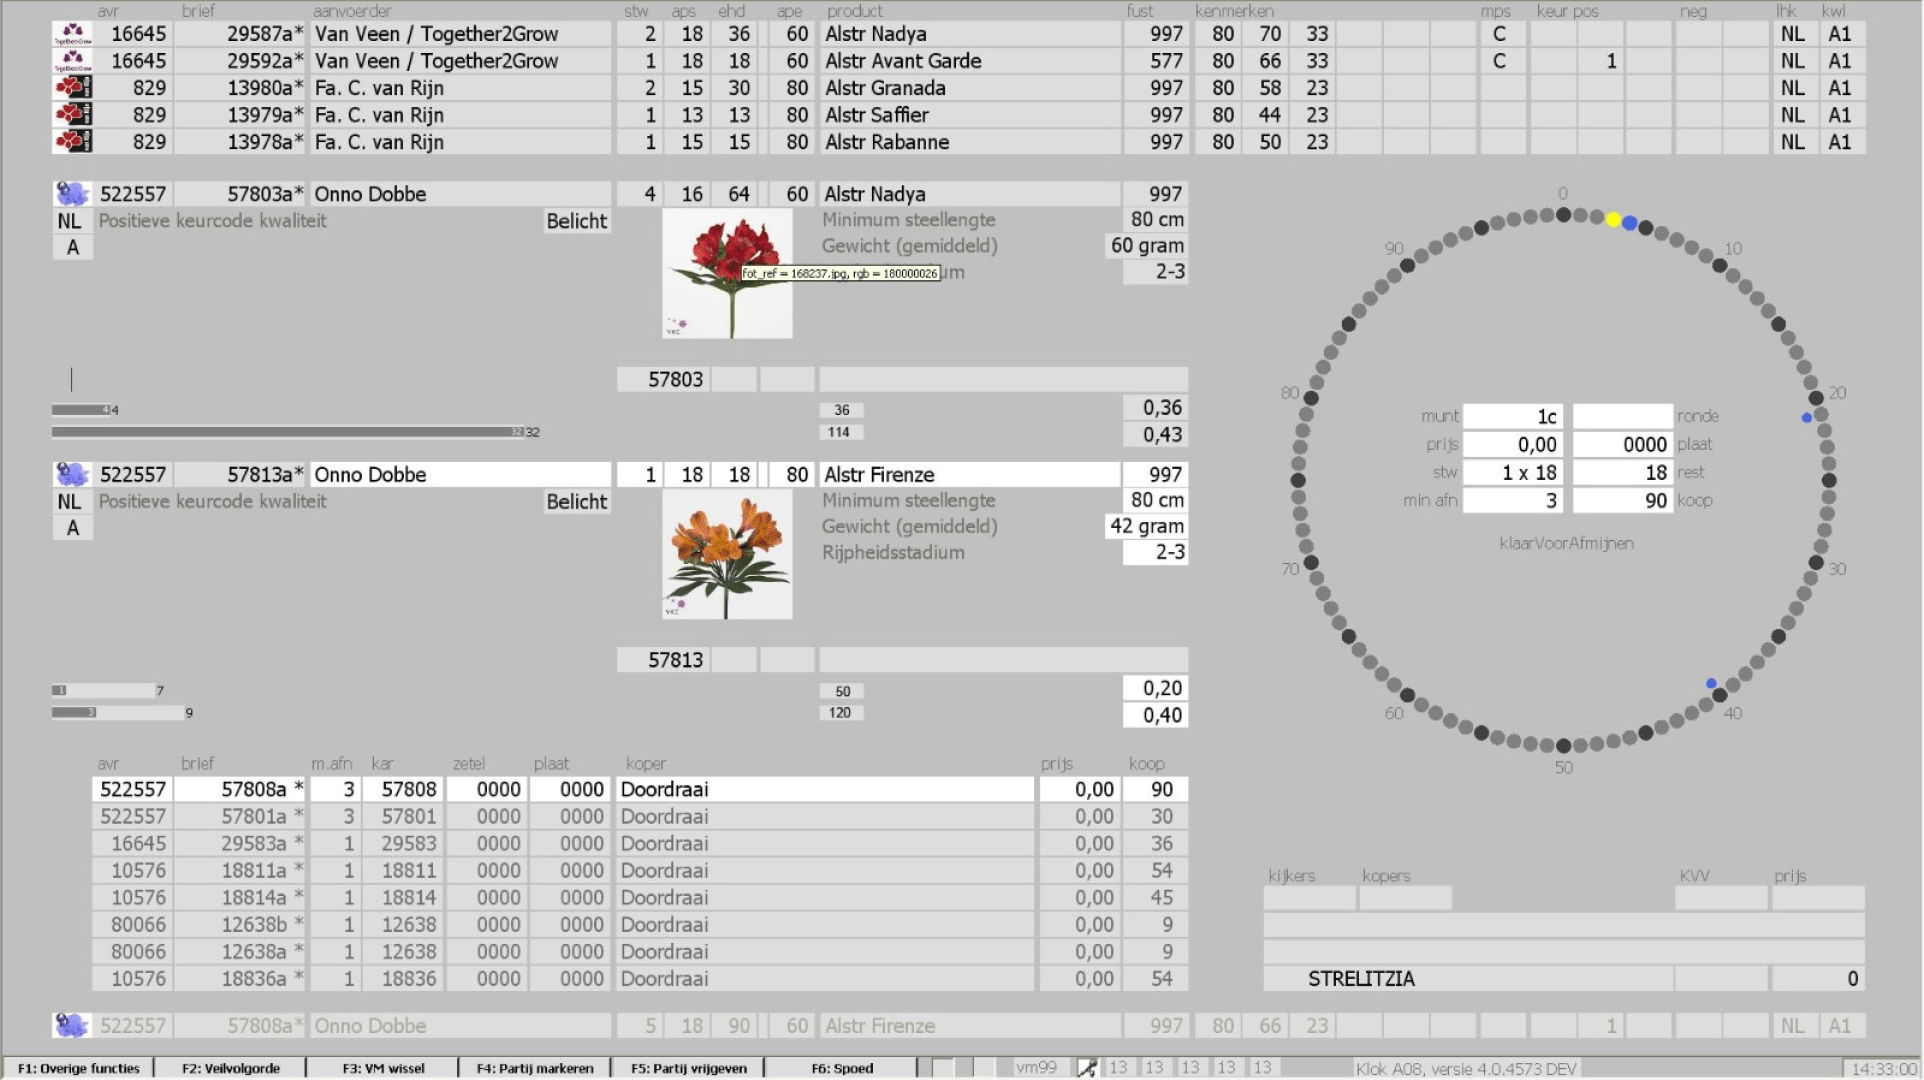 avr brief aanvoerder stw aps ehd ape product fust kenmerken mps keur pos neg lhk kwl
16645 29587a* Van Veen / Together2Grow 2 18 36 60 Alstr Nadya 997 80 70 33 C NL A1
16645 29592a* Van Veen / Together2Grow 1 18 18 60 Alstr Avant Garde 577 80 66 33 C 1 NL A1
829 13980a* Fa. C. van Rijn 2 15 30 80 Alstr Granada 997 80 58 23 NL A1
829 13979a* Fa. C. van Rijn 1 13 13 80 Alstr Saffier 997 80 44 23 NL A1
829 13978a* Fa. C. van Rijn 1 15 15 80 Alstr Rabanne 997 80 50 23 NL A1
522557 57803a* Onno Dobbe 4 16 64 60 Alstr Nadya 997
NL Positieve keurcode kwaliteit Belicht Minimum steellengte 80 cm
A Gewicht (gemiddeld) 60 gram
fot_ref = 168237.jpg, rgb = 180000026 um 2-3
VKC
57803
4 4 36 0,36
32 32 114 0,43
522557 57813a* Onno Dobbe 1 18 18 80 Alstr Firenze 997
NL Positieve keurcode kwaliteit Belicht Minimum steellengte 80 cm
A Gewicht (gemiddeld) 42 gram
Rijpheidsstadium 2-3
VKC
57813
1 7 50 0,20
3 9 120 0,40
avr brief m.afn kar zetel plaat koper prijs koop
522557 57808a * 3 57808 0000 0000 Doordraai 0,00 90
522557 57801a * 3 57801 0000 0000 Doordraai 0,00 30
16645 29583a * 1 29583 0000 0000 Doordraai 0,00 36
10576 18811a * 1 18811 0000 0000 Doordraai 0,00 54
10576 18814a * 1 18814 0000 0000 Doordraai 0,00 45
80066 12638b * 1 12638 0000 0000 Doordraai 0,00 9
80066 12638a * 1 12638 0000 0000 Doordraai 0,00 9
10576 18836a * 1 18836 0000 0000 Doordraai 0,00 54
522557 57808a* Onno Dobbe 5 18 90 60 Alstr Firenze 997 80 66 23 1 NL A1
0
90 10
80 20
70 30
60 40
50
munt 1c ronde
prijs 0,00 0000 plaat
stw 1 x 18 18 rest
min afn 3 90 koop
klaarVoorAfmijnen
kijkers kopers KVV prijs
STRELITZIA 0
F1: Overige functies F2: Veilvolgorde F3: VM wissel F4: Partij markeren F5: Partij vrijgeven F6: Spoed vm99 13 13 13 13 13 Klok A08, versie 4.0.4573 DEV 14:33:00